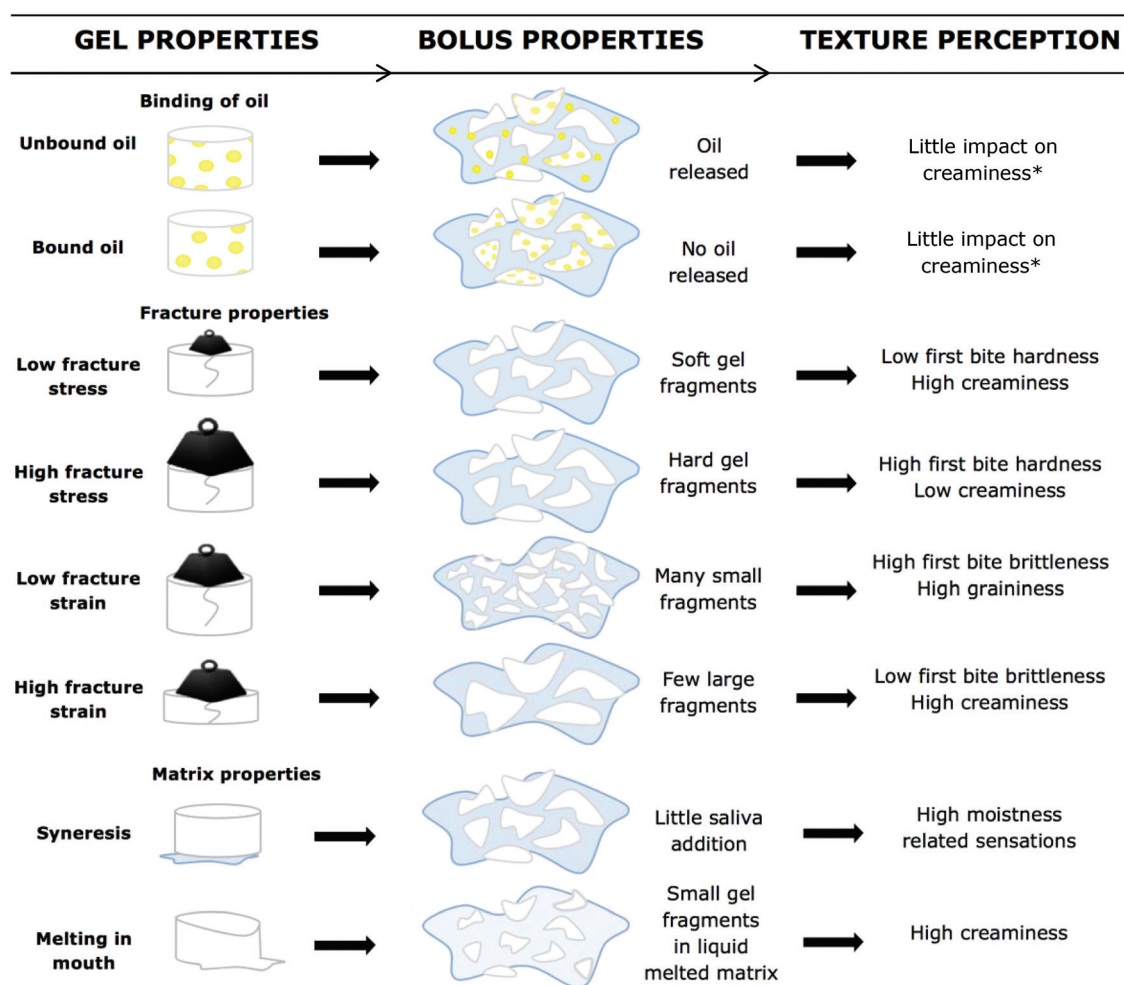 GEL PROPERTIES
BOLUS PROPERTIES
TEXTURE PERCEPTION
Binding of oil
Unbound oil
Oil
released
Little impact on
creaminess*
Bound oil
No oil
released
Little impact on
creaminess*
Fracture properties
Low fracture
stress
Soft gel
fragments
Low first bite hardness
High creaminess
High fracture
stress
Hard gel
fragments
High first bite hardness
Low creaminess
Low fracture
strain
Many small
fragments
High first bite brittleness
High graininess
High fracture
strain
Few large
fragments
Low first bite brittleness
High creaminess
Matrix properties
Syneresis
Little saliva
addition
High moistness
related sensations
Melting in
mouth
Small gel
fragments
in liquid
melted matrix
High creaminess